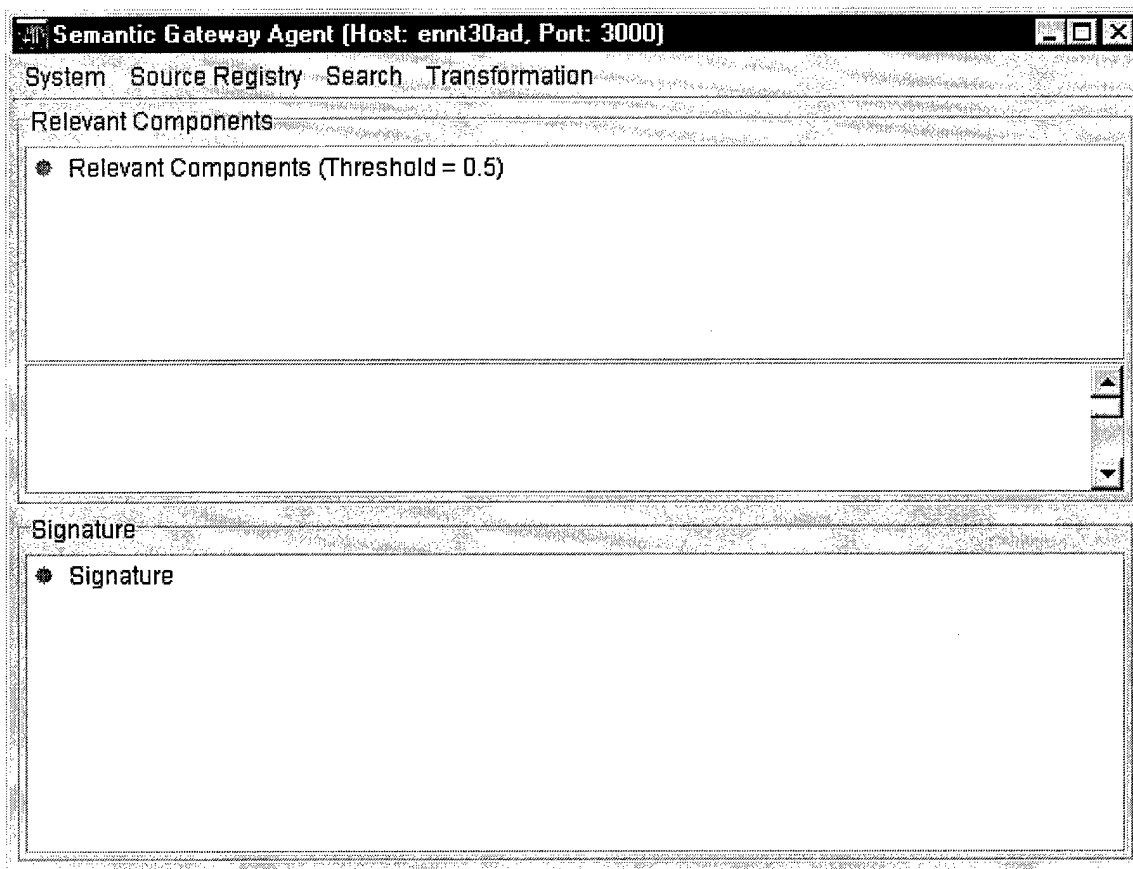 Semantic Gateway Agent (Host: ennt30ad, Port: 3000)
System Source Registry Search Transformation
Relevant Components
Relevant Components (Threshold = 0.5)
Signature
Signature